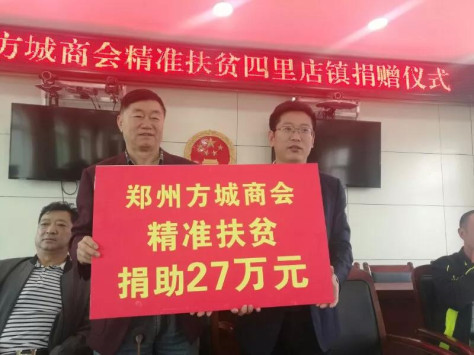 方城商会精准扶贫四里店镇捐赠仪式
郑州方城商会
精准扶贫
捐助27万元